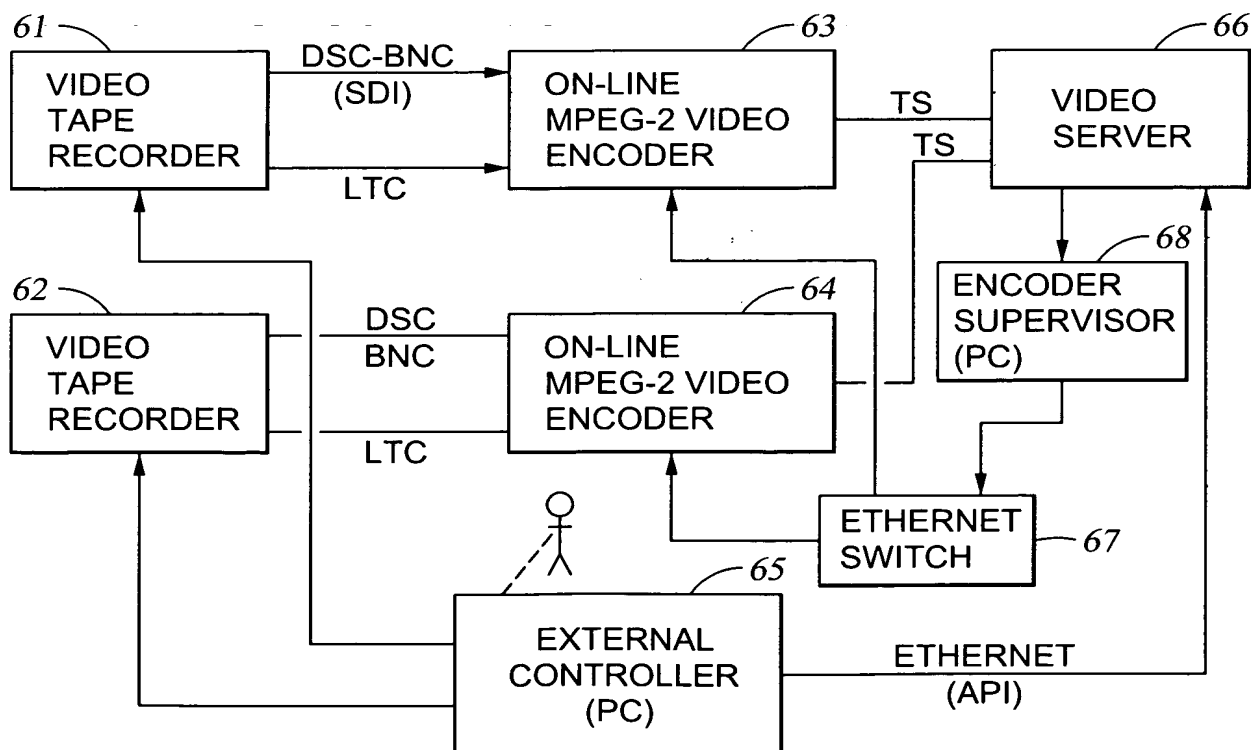 61
VIDEO
TAPE
RECORDER
DSC-BNC
(SDI)
LTC
63
ON-LINE
MPEG-2 VIDEO
ENCODER
TS
TS
66
VIDEO
SERVER
62
VIDEO
TAPE
RECORDER
DSC
BNC
LTC
64
ON-LINE
MPEG-2 VIDEO
ENCODER
68
ENCODER
SUPERVISOR
(PC)
ETHERNET
SWITCH
67
65
EXTERNAL
CONTROLLER
(PC)
ETHERNET
(API)